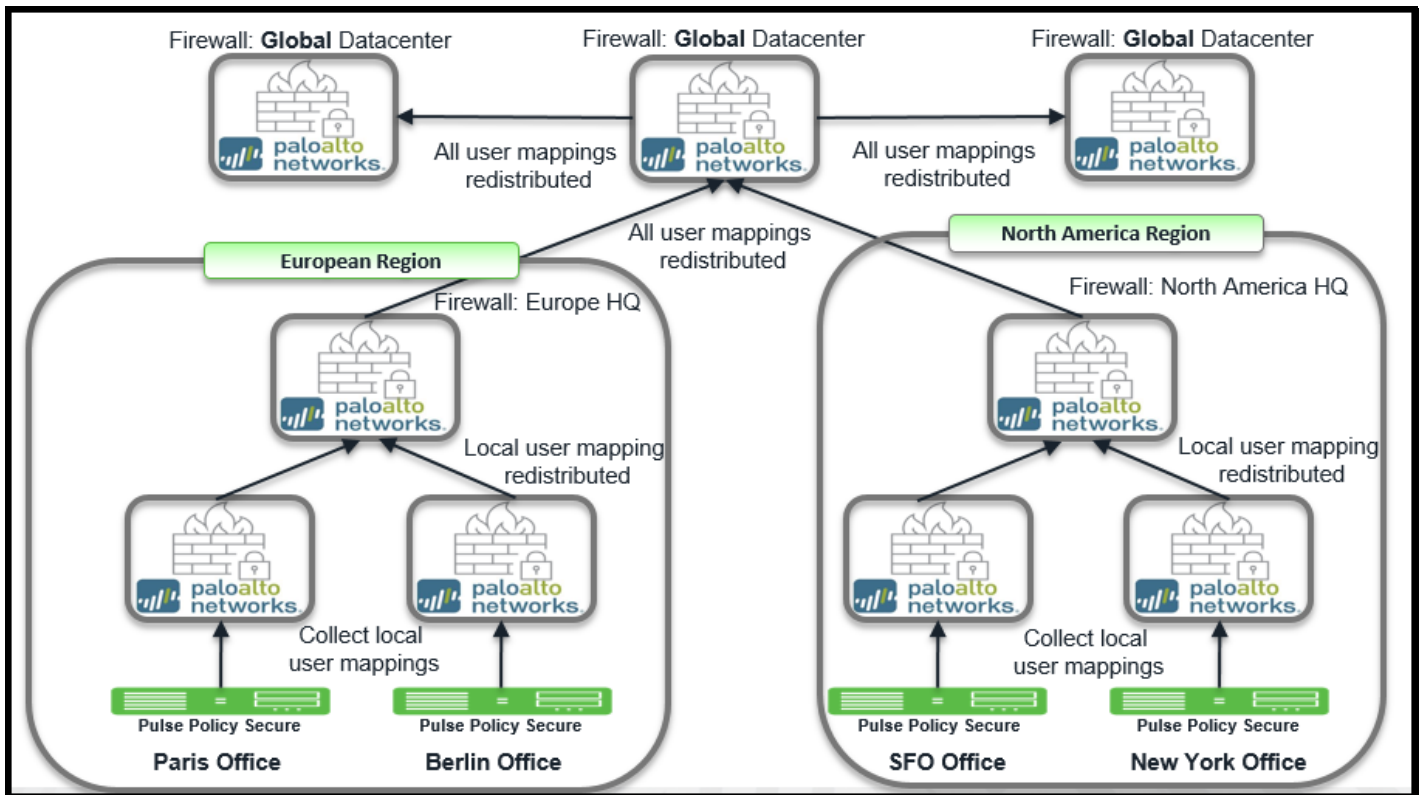 Firewall: Global Datacenter
Firewall: Global Datacenter
Firewall: Global Datacenter
paloalto
networks.
paloalto
networks.
paloalto
networks.
All user mappings
redistributed
All user mappings
redistributed
All user mappings
redistributed
European Region
North America Region
Firewall: Europe HQ
Firewall: North America HQ
paloalto
networks.
paloalto
networks.
Local user mapping
redistributed
Local user mapping
redistributed
paloalto
networks.
paloalto
networks.
paloalto
networks.
paloalto
networks.
Collect local
user mappings
Collect local
user mappings
Pulse Policy Secure
Pulse Policy Secure
Pulse Policy Secure
Pulse Policy Secure
Paris Office
Berlin Office
SFO Office
New York Office